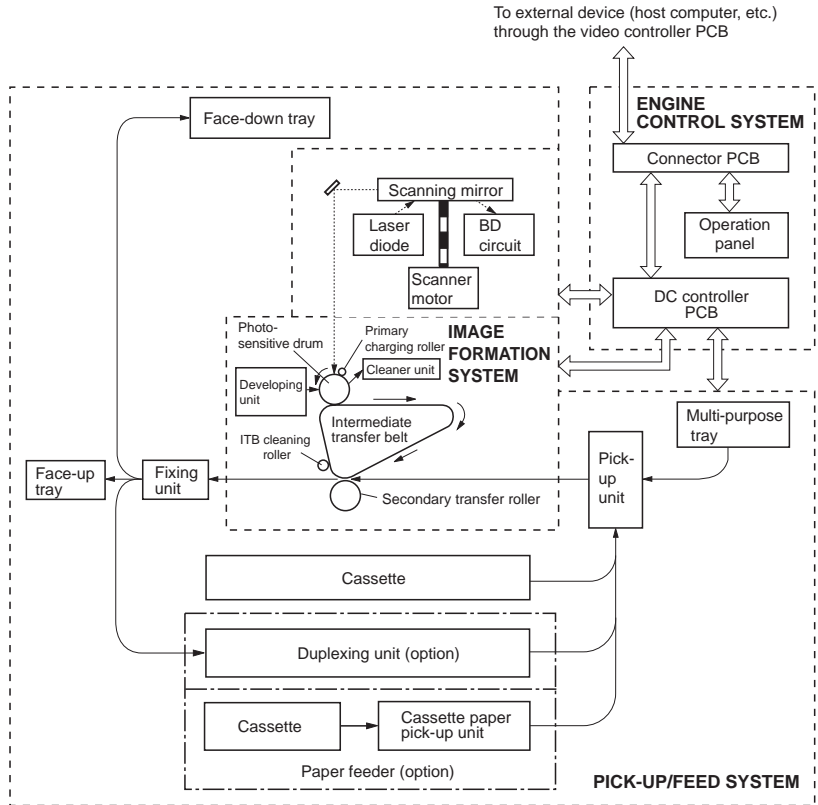 To external device (host computer, etc.)
through the video controller PCB
ENGINE
CONTROL SYSTEM
Face-down tray
Connector PCB
Scanning mirror
Laser
diode
BD
circuit
Operation
panel
Scanner
motor
DC controller
PCB
Photo-
sensitive drum
Primary
charging roller
IMAGE
FORMATION
SYSTEM
Cleaner unit
Developing
unit
Intermediate
transfer belt
Multi-purpose
tray
ITB cleaning
roller
Pick-
up
unit
Face-up
tray
Fixing
unit
Secondary transfer roller
Cassette
Duplexing unit (option)
Cassette
Cassette paper
pick-up unit
Paper feeder (option)
PICK-UP/FEED SYSTEM